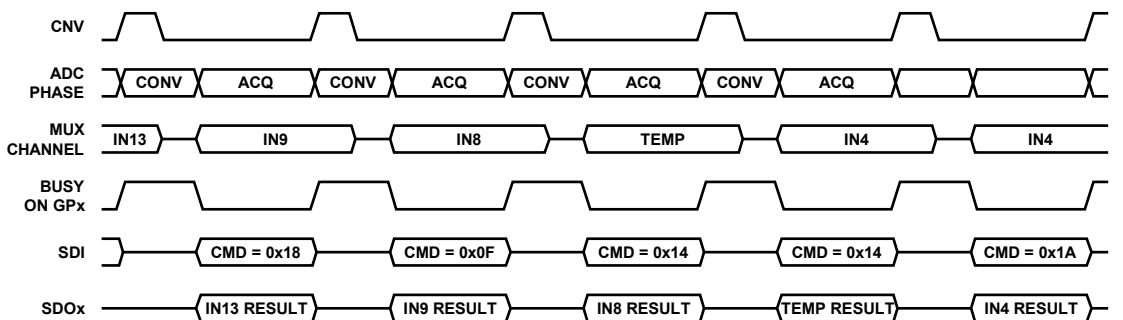 CNV
ADC
PHASE
CONV ACQ CONV ACQ CONV ACQ CONV ACQ
MUX
CHANNEL
IN13 IN9 IN8 TEMP IN4 IN4
BUSY
ON GPx
SDI
CMD = 0x18 CMD = 0x0F CMD = 0x14 CMD = 0x14 CMD = 0x1A
SDOx
IN13 RESULT IN9 RESULT IN8 RESULT TEMP RESULT IN4 RESULT